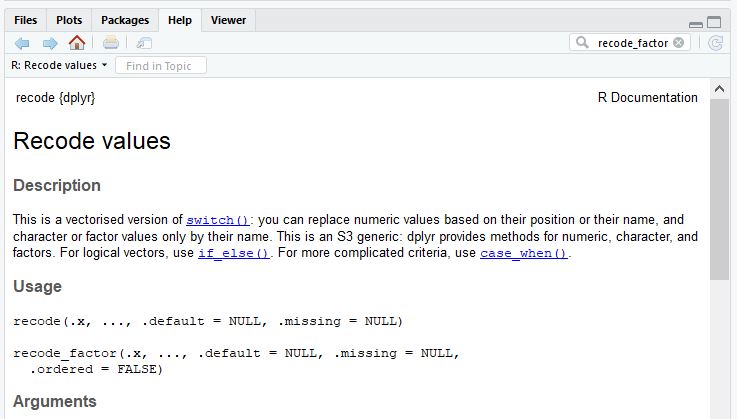 Files Plots Packages Help Viewer
recode_factor
R: Recode values Find in Topic
recode {dplyr} R Documentation
Recode values
Description
This is a vectorised version of switch(): you can replace numeric values based on their position or their name, and
character or factor values only by their name. This is an S3 generic: dplyr provides methods for numeric, character, and
factors. For logical vectors, use if_else(). For more complicated criteria, use case_when().
Usage
recode(.x, ..., .default = NULL, .missing = NULL)
recode_factor(.x, ..., .default = NULL, .missing = NULL,
  .ordered = FALSE)
Arguments